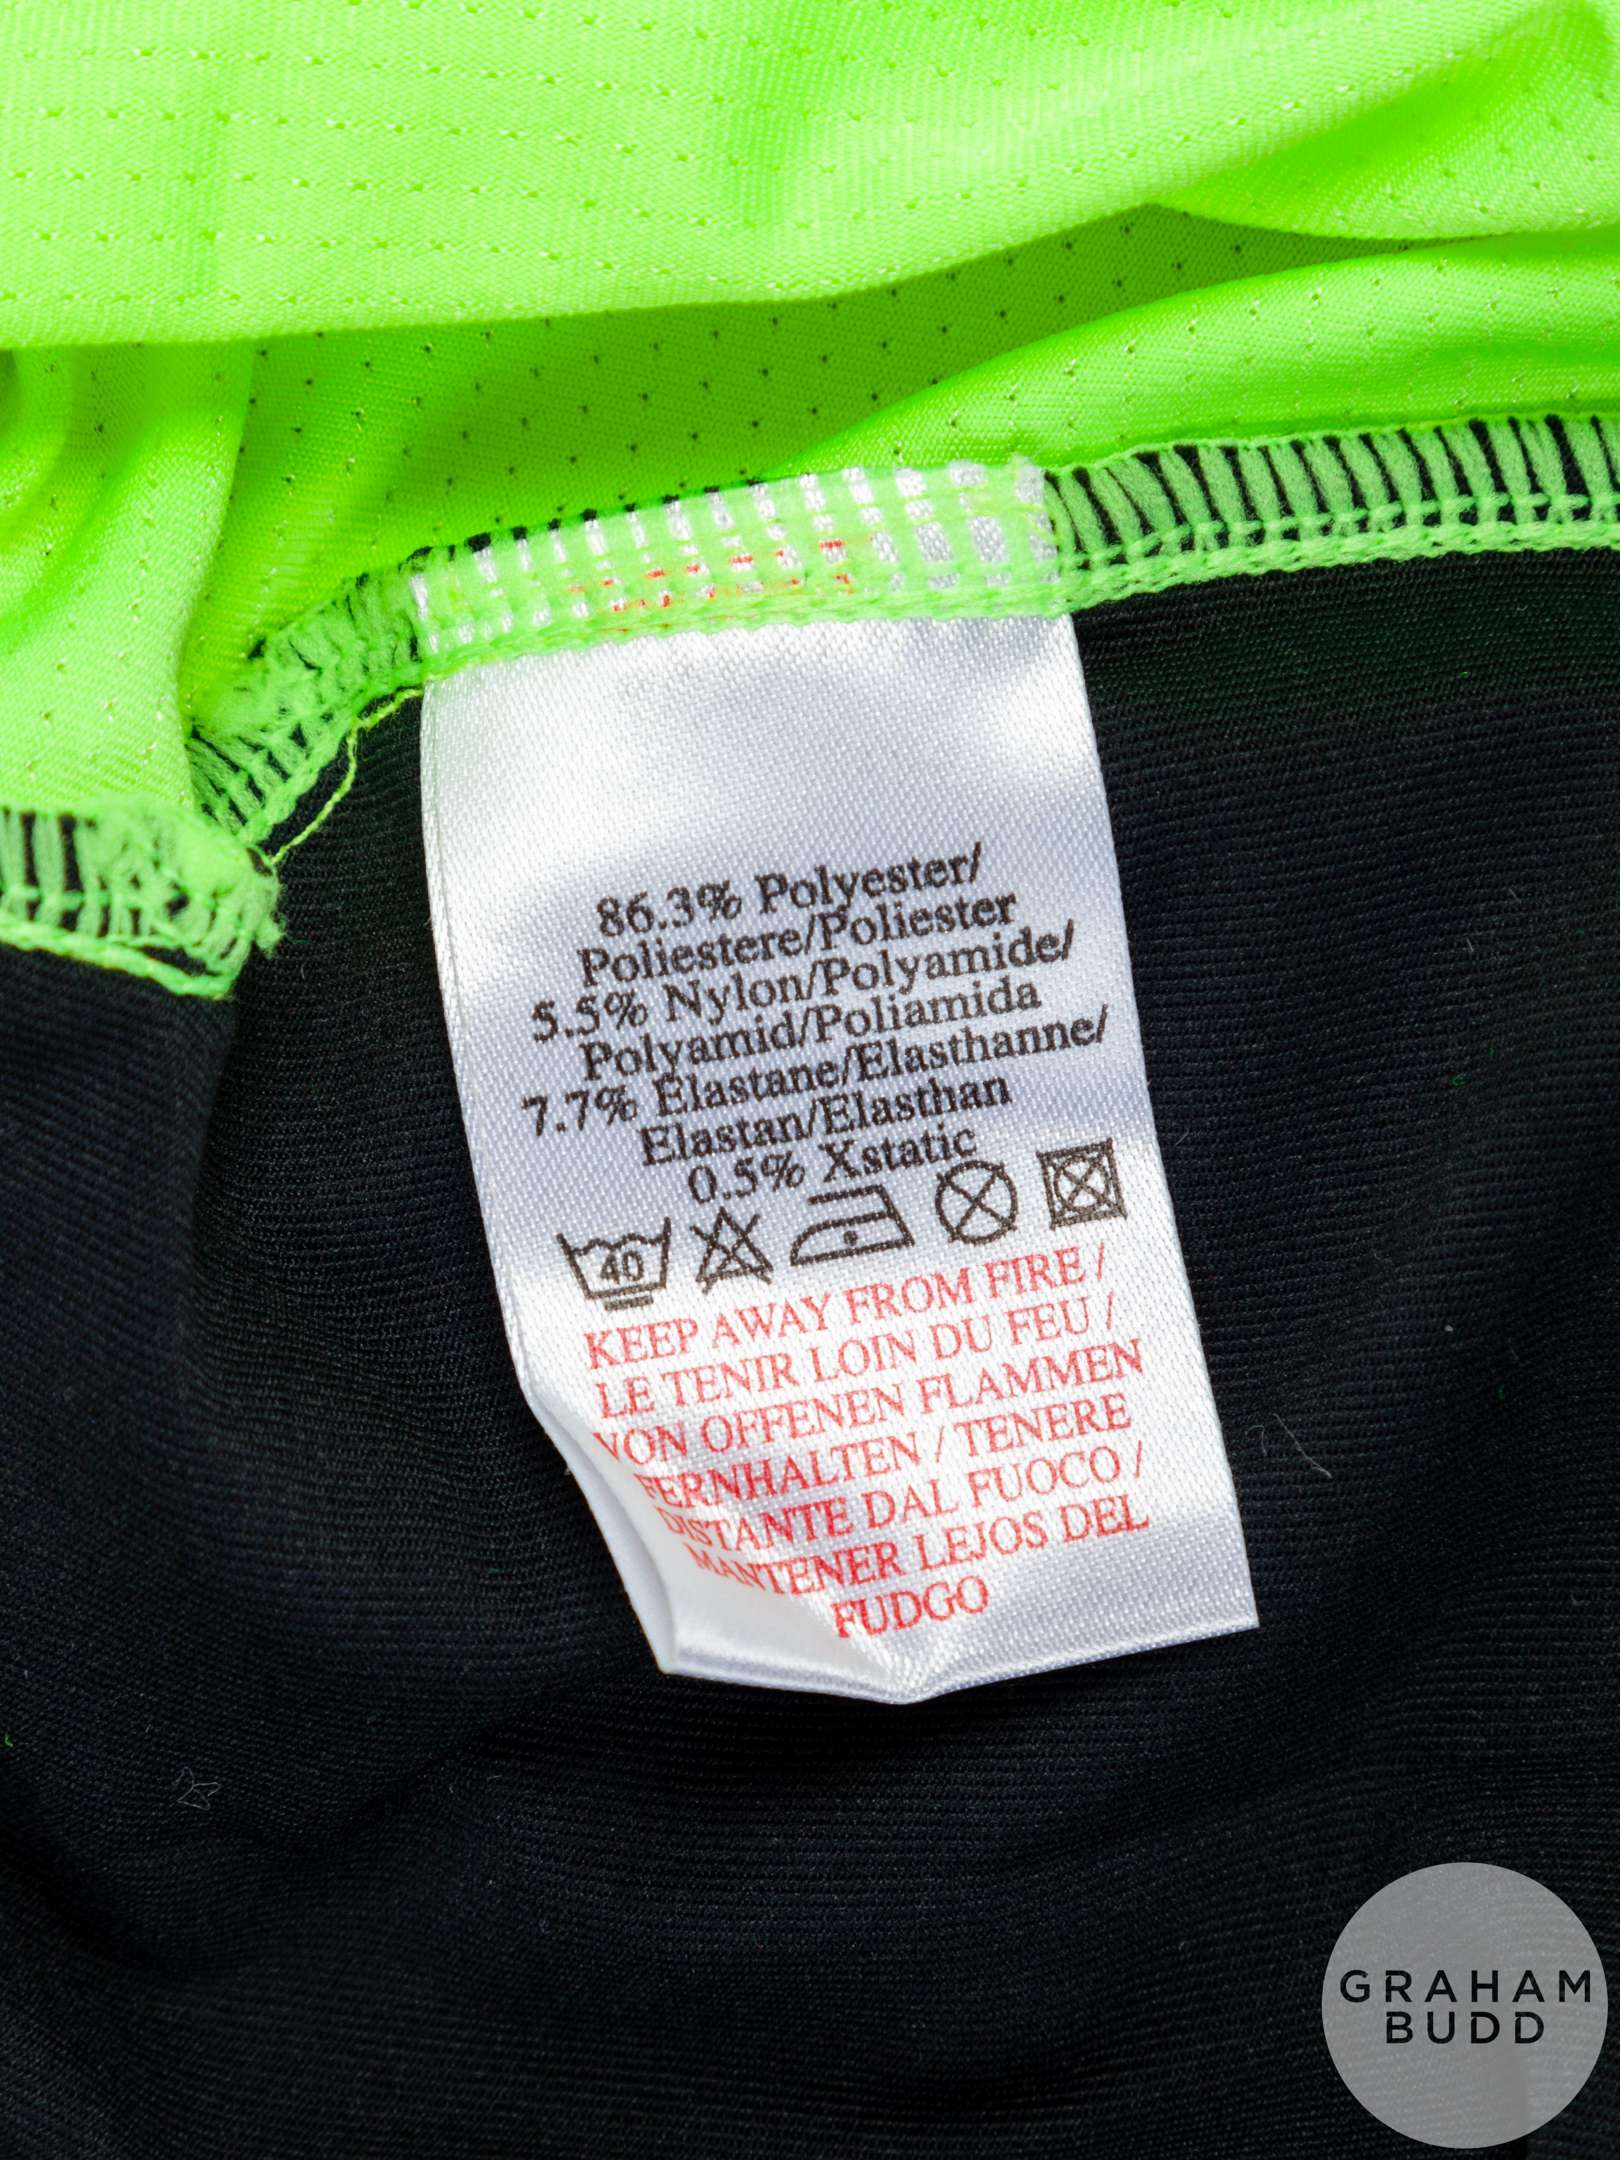 86.3% Polyester/
Poliestere/Poliester
5.5% Nylon/Polyamide/
Polyamid/Poliamida
7.7% Elastane/Elasthanne/
Elastan/Elasthan
0.5% Xstatic
40
KEEP AWAY FROM FIRE /
LE TENIR LOIN DU FEU /
VON OFFENEN FLAMMEN
FERNHALTEN / TENERE
DISTANTE DAL FUOCO /
MANTENER LEJOS DEL
FUDGO
GRAHAM
BUDD